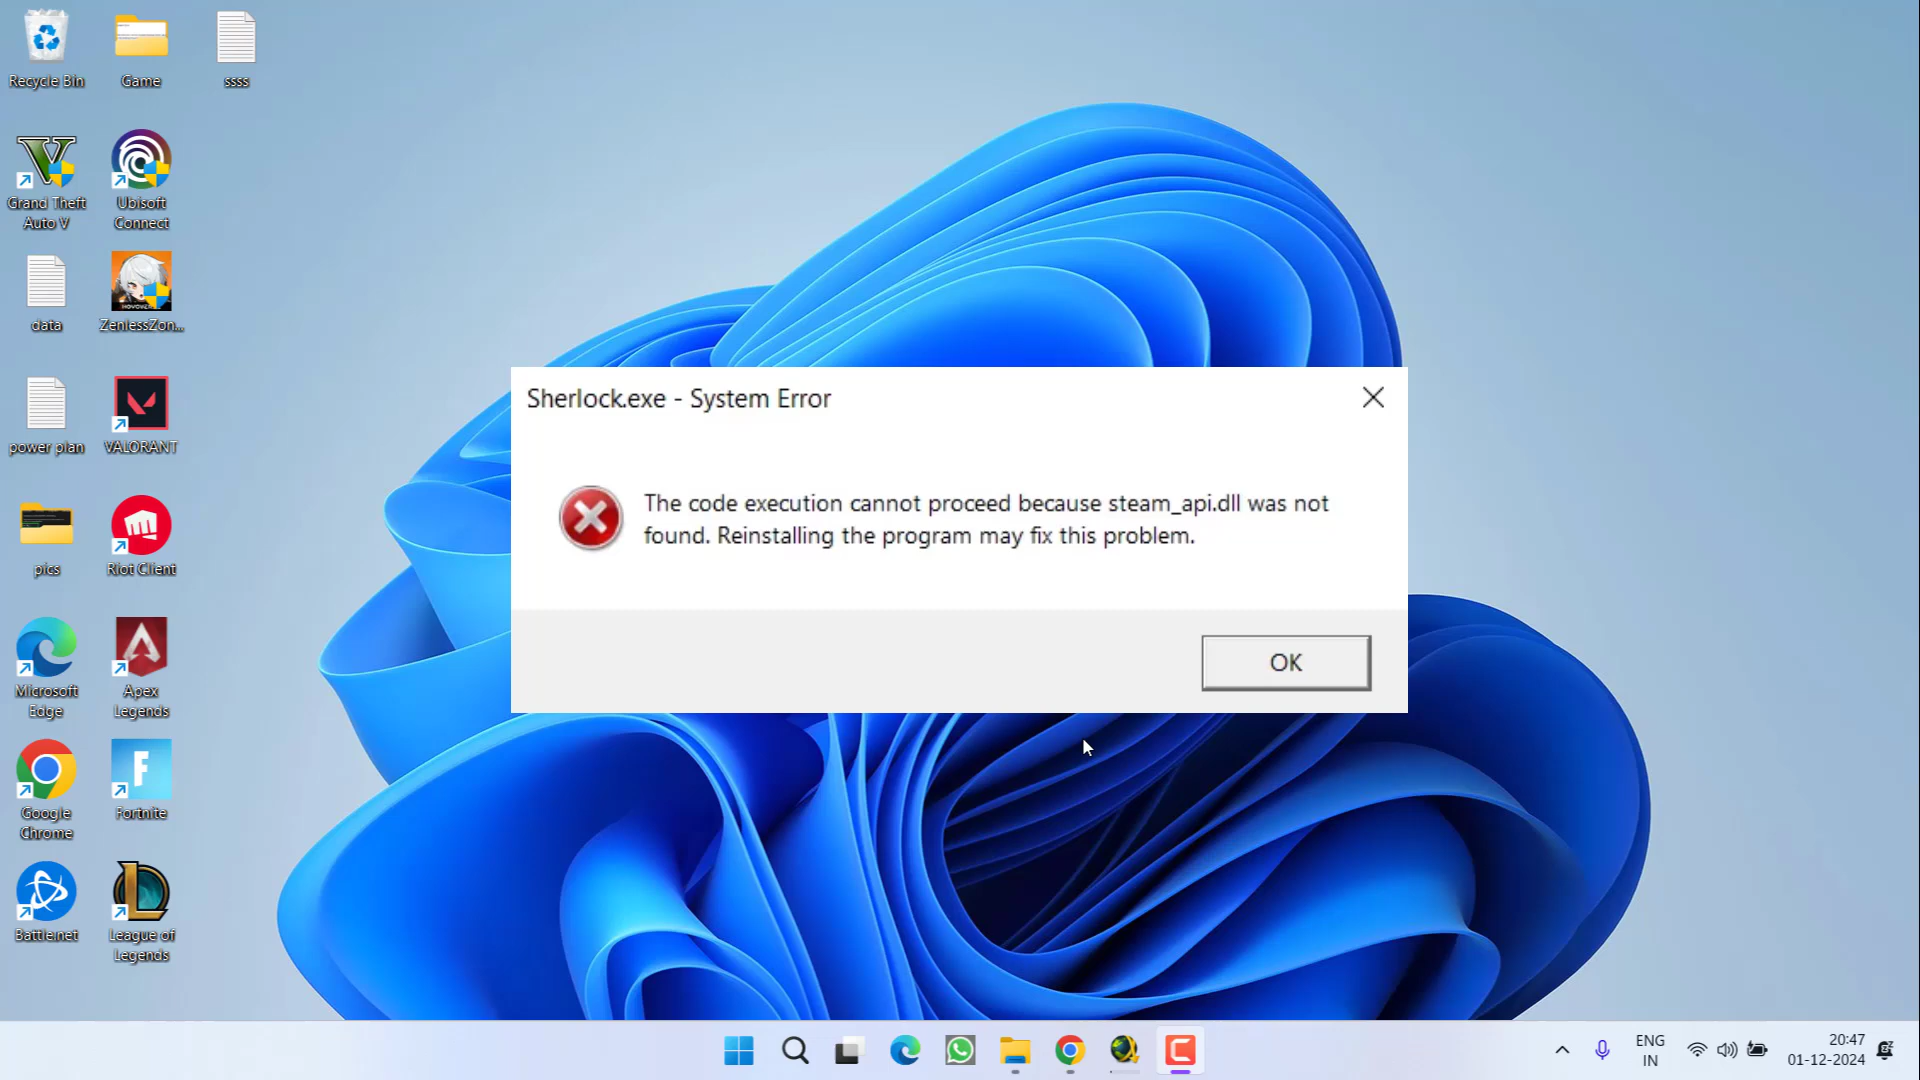 Recycle Bin
Game
ssss
Grand Theft
Auto V
Ubisoft
Connect
data
ZenlessZon...
power plan
VALORANT
pics
Riot Client
Microsoft
Edge
Apex
Legends
Google
Chrome
Fortnite
Battle.net
League of
Legends
Sherlock.exe - System Error
The code execution cannot proceed because steam_api.dll was not
found. Reinstalling the program may fix this problem.
OK
ENG
IN
20:47
01-12-2024